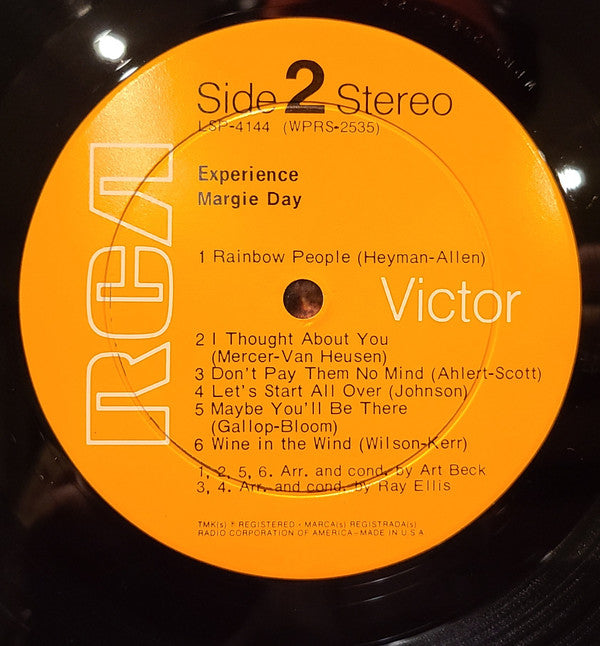 Side 2 Stereo
LSP-4144 (WPRS-2535)
Experience
Margie Day
1 Rainbow People (Heyman-Allen)
RCA
Victor
2 I Thought About You
(Mercer-Van Heusen)
3 Don't Pay Them No Mind (Ahlert-Scott)
4 Let's Start All Over (Johnson)
5 Maybe You'll Be There
(Gallop-Bloom)
6 Wine in the Wind (Wilson-Kerr)
1, 2, 5, 6. Arr. and cond. by Art Beck
3, 4. Arr. and cond. by Ray Ellis
TMK(s) ® REGISTERED • MARCA(s) REGISTRADA(s)
RADIO CORPORATION OF AMERICA–MADE IN U.S.A